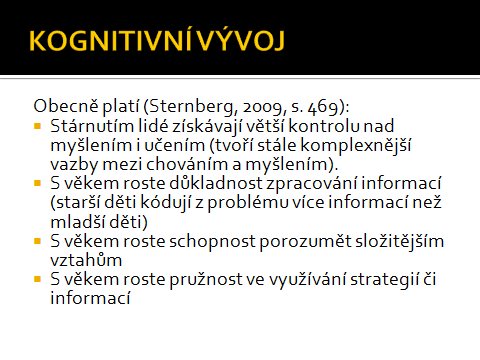 KOGNITIVNÍ VÝVOJ
Obecně platí (Sternberg, 2009, s. 469):
Stárnutím lidé získávají větší kontrolu nad
myšlením i učením (tvoří stále komplexnější
vazby mezi chováním a myšlením).
S věkem roste důkladnost zpracování informací
(starší děti kódují z problému více informací než
mladší děti)
S věkem roste schopnost porozumět složitějším
vztahům
S věkem roste pružnost ve využívání strategií či
informací